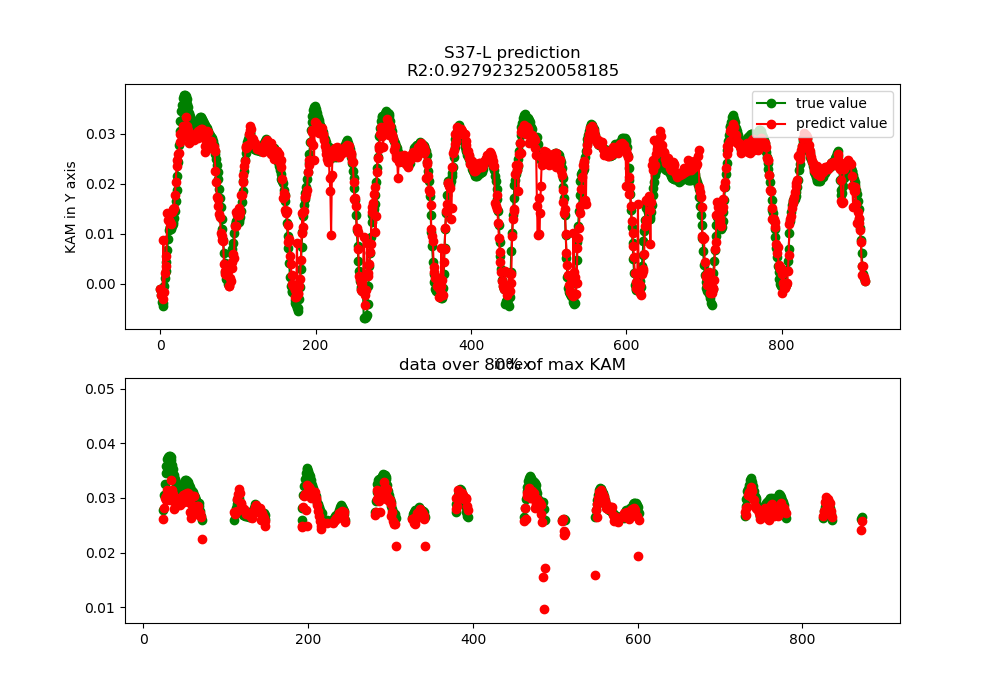 S37-L prediction
R2:0.9279232520058185
true value
predict value
KAM in Y axis
0.03
0.02
0.01
0.00
0 200 400 600 800
index
data over 80% of max KAM
0.05
0.04
0.03
0.02
0.01
0 200 400 600 800